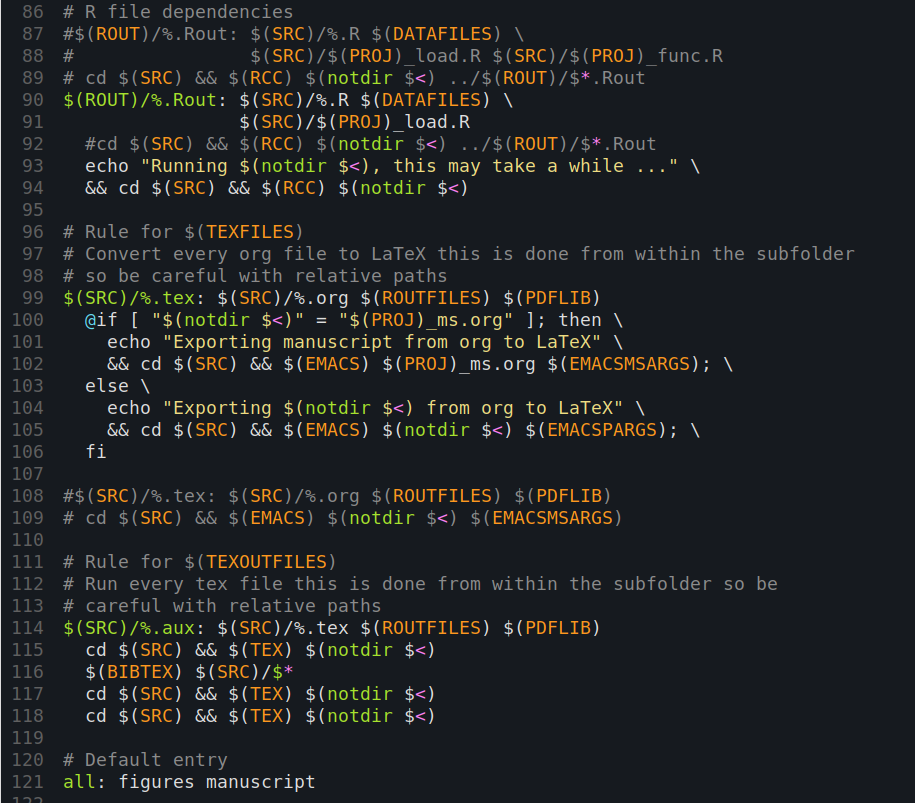 86 # R file dependencies
87 #$(ROUT)/%.Rout: $(SRC)/%.R $(DATAFILES) \
88 #                $(SRC)/$(PROJ)_load.R $(SRC)/$(PROJ)_func.R
89 # cd $(SRC) && $(RCC) $(notdir $<) ../$(ROUT)/$*.Rout
90 $(ROUT)/%.Rout: $(SRC)/%.R $(DATAFILES) \
91                 $(SRC)/$(PROJ)_load.R
92   #cd $(SRC) && $(RCC) $(notdir $<) ../$(ROUT)/$*.Rout
93   echo "Running $(notdir $<), this may take a while ..." \
94   && cd $(SRC) && $(RCC) $(notdir $<)
95
96 # Rule for $(TEXFILES)
97 # Convert every org file to LaTeX this is done from within the subfolder
98 # so be careful with relative paths
99 $(SRC)/%.tex: $(SRC)/%.org $(ROUTFILES) $(PDFLIB)
100   @if [ "$(notdir $<)" = "$(PROJ)_ms.org" ]; then \
101     echo "Exporting manuscript from org to LaTeX" \
102     && cd $(SRC) && $(EMACS) $(PROJ)_ms.org $(EMACSMSARGS); \
103   else \
104     echo "Exporting $(notdir $<) from org to LaTeX" \
105     && cd $(SRC) && $(EMACS) $(notdir $<) $(EMACSPARGS); \
106   fi
107
108 #$(SRC)/%.tex: $(SRC)/%.org $(ROUTFILES) $(PDFLIB)
109 # cd $(SRC) && $(EMACS) $(notdir $<) $(EMACSMSARGS)
110
111 # Rule for $(TEXOUTFILES)
112 # Run every tex file this is done from within the subfolder so be
113 # careful with relative paths
114 $(SRC)/%.aux: $(SRC)/%.tex $(ROUTFILES) $(PDFLIB)
115   cd $(SRC) && $(TEX) $(notdir $<)
116   $(BIBTEX) $(SRC)/$*
117   cd $(SRC) && $(TEX) $(notdir $<)
118   cd $(SRC) && $(TEX) $(notdir $<)
119
120 # Default entry
121 all: figures manuscript